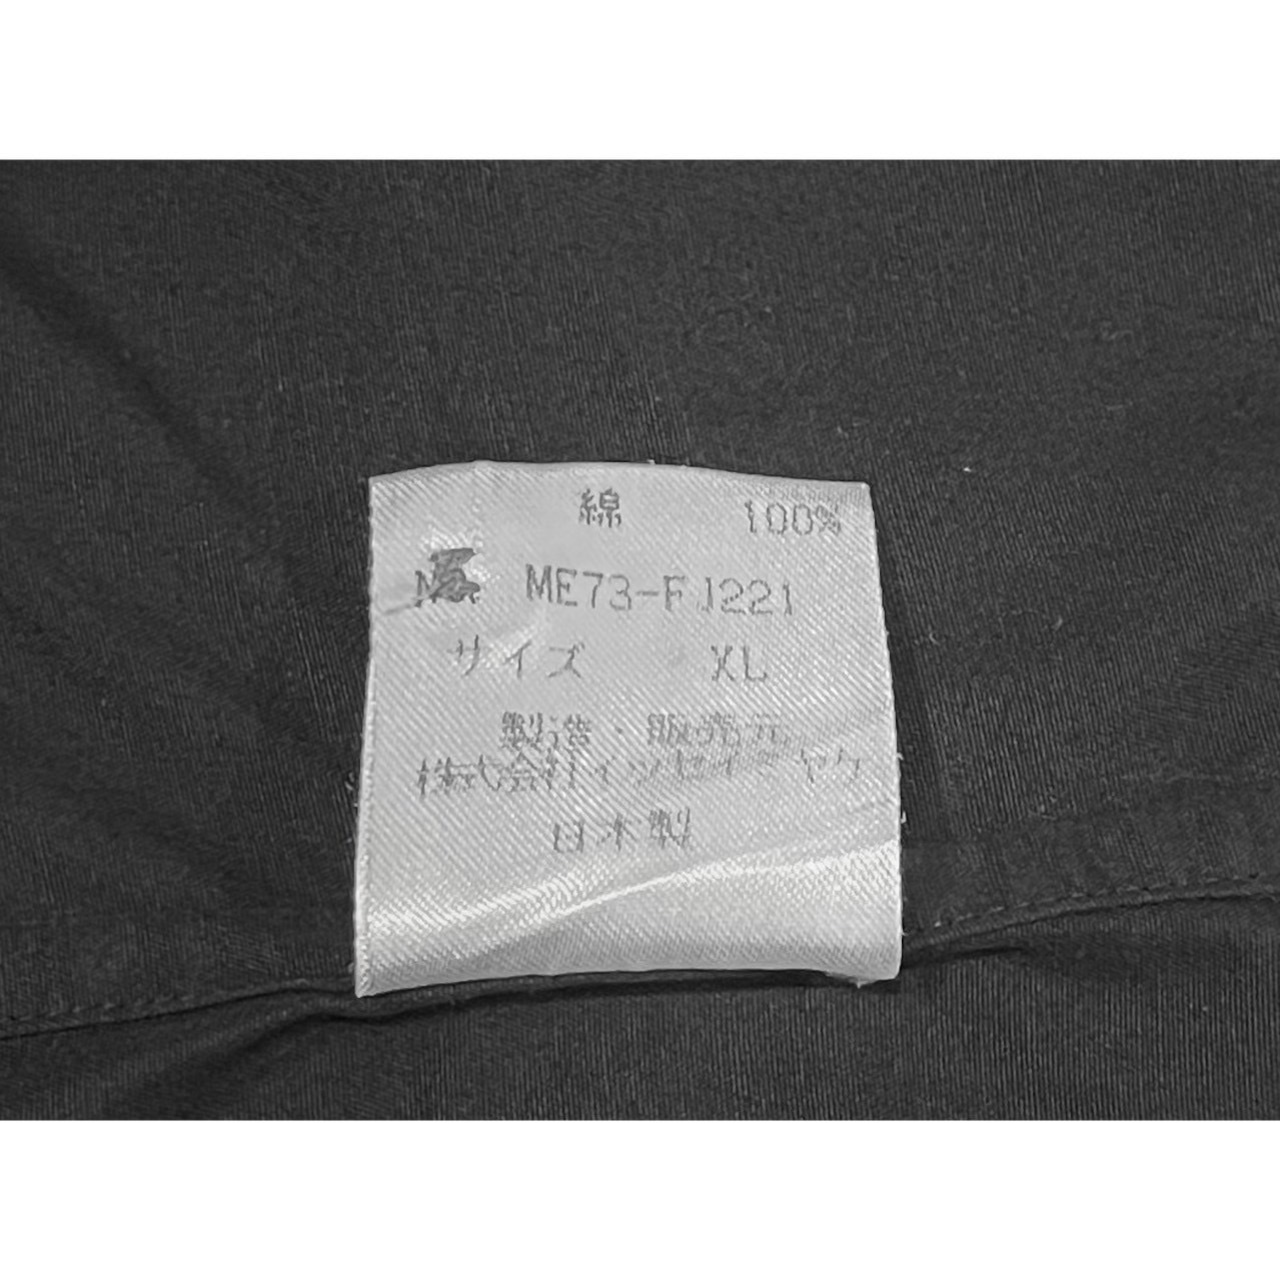 綿 100%
ME73-FJ221
サイズ XL
製造・販売元
株式会社イッセイミヤケ
日本製